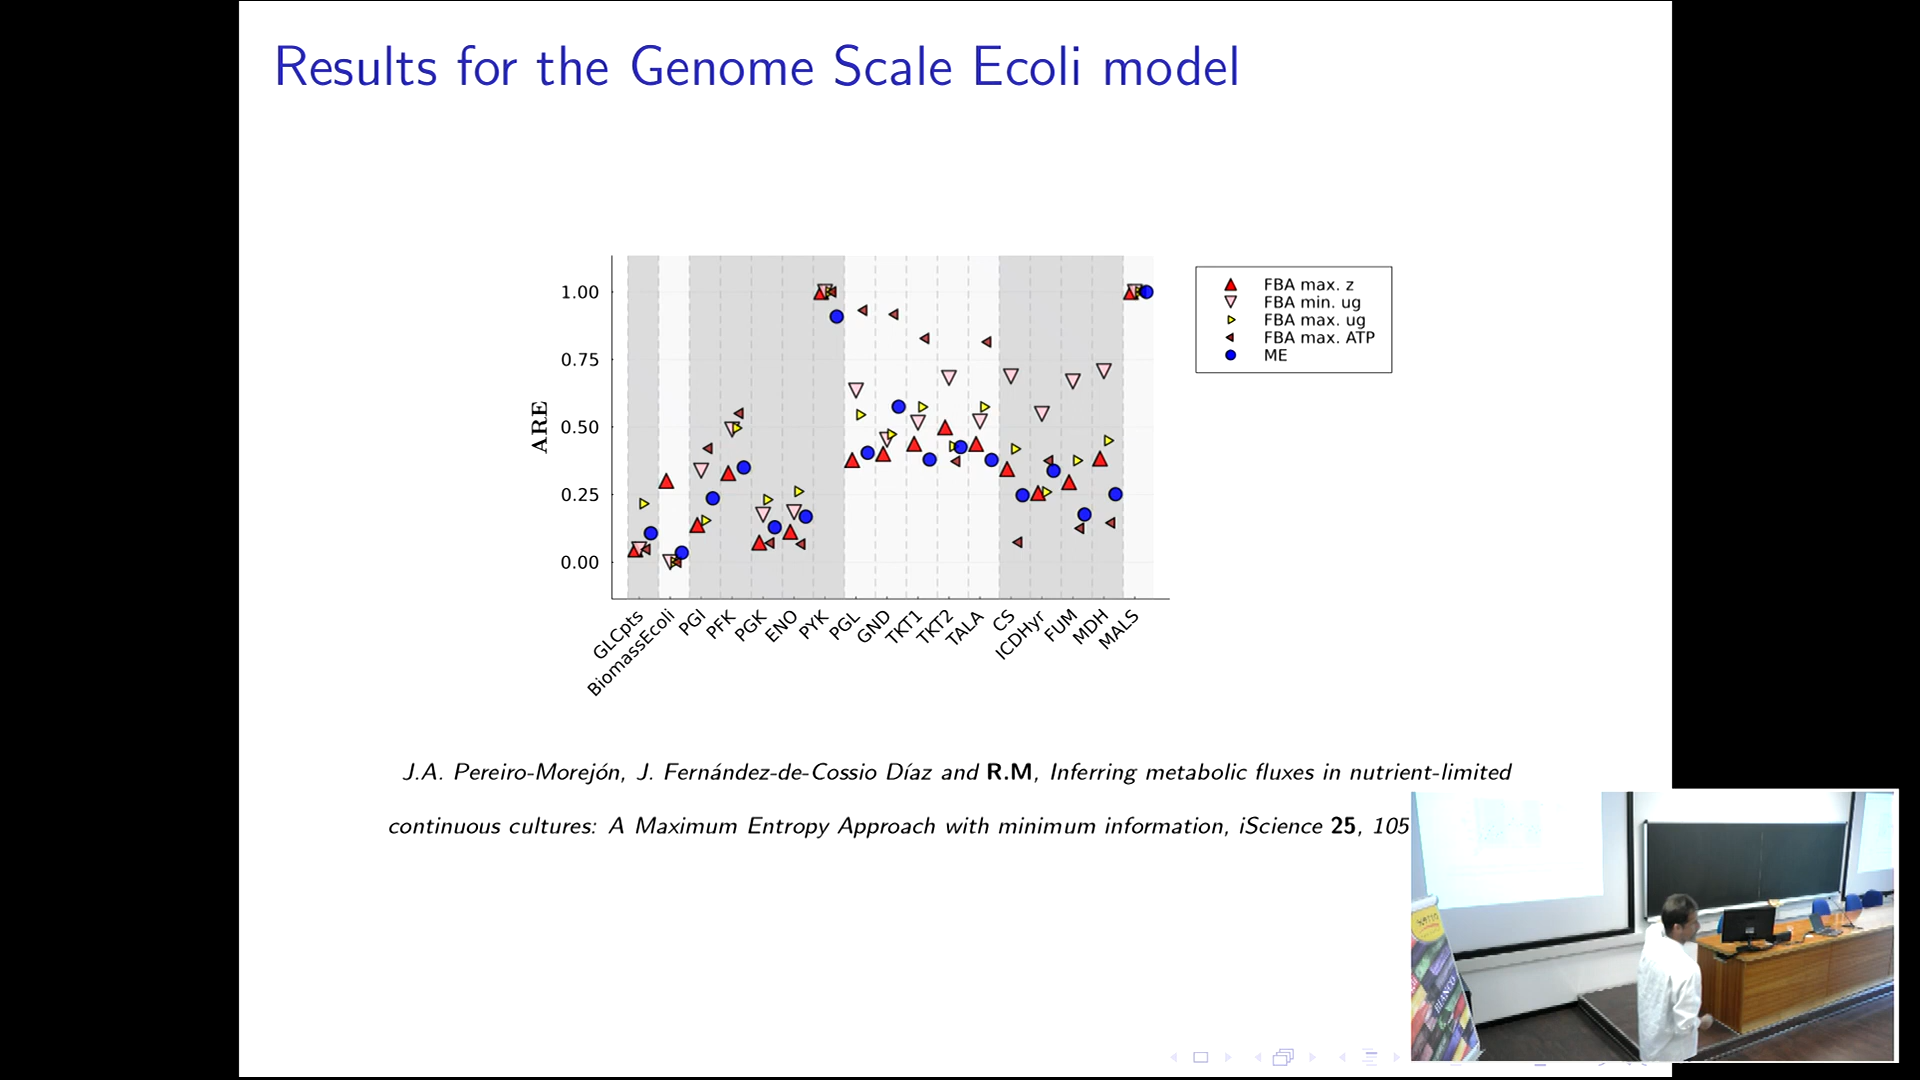 Results for the Genome Scale Ecoli model
ARE
1.00
0.75
0.50
0.25
0.00
GLCpts
BiomassEcoli
PGI
PFK
PGK
ENO
PYK
PGL
GND
TKT1
TKT2
TALA
CS
ICDHyr
FUM
MDH
MALS
FBA max. z
FBA min. ug
FBA max. ug
FBA max. ATP
ME
J.A. Pereiro-Morejón, J. Fernández-de-Cossio Díaz and R.M, Inferring metabolic fluxes in nutrient-limited
continuous cultures: A Maximum Entropy Approach with minimum information, iScience 25, 105